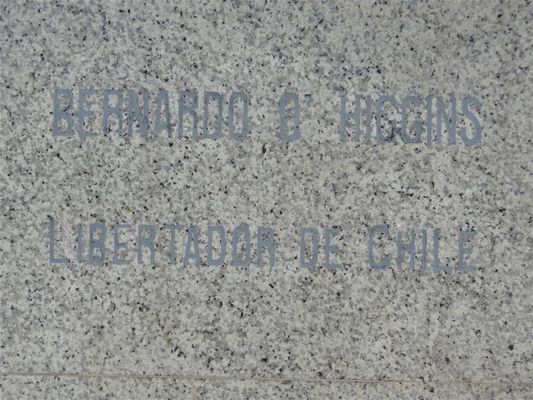 BERNARDO O' HIGGINS
LIBERTADOR DE CHILE